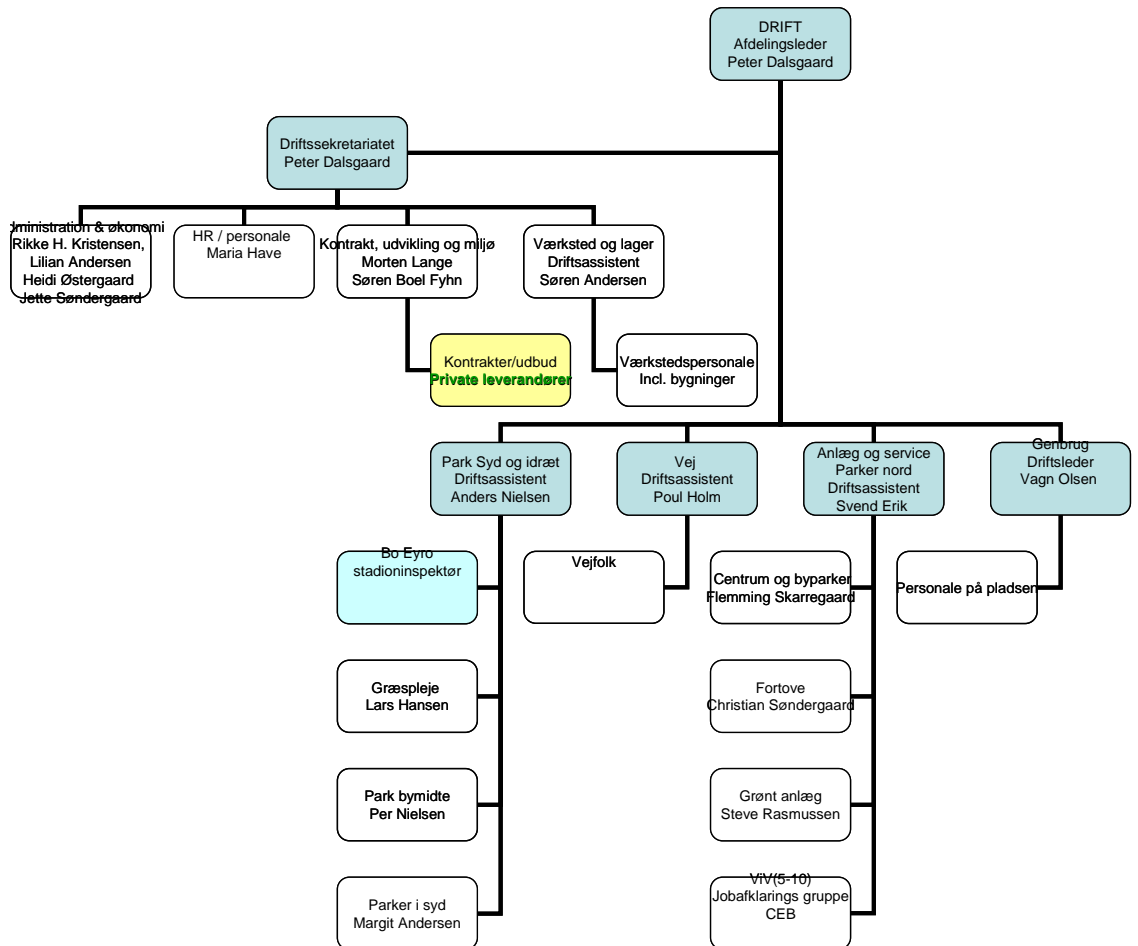 DRIFT
Afdelingsleder
Peter Dalsgaard
Driftssekretariatet
Peter Dalsgaard
ministration & økonomi
Rikke H. Kristensen,
Lilian Andersen
Heidi Østergaard
Jette Søndergaard
HR / personale
Maria Have
Kontrakt, udvikling og miljø
Morten Lange
Søren Boel Fyhn
Værksted og lager
Driftsassistent
Søren Andersen
Kontrakter/udbud
Private leverandører
Værkstedspersonale
Incl. bygninger
Park Syd og idræt
Driftsassistent
Anders Nielsen
Vej
Driftsassistent
Poul Holm
Anlæg og service
Parker nord
Driftsassistent
Svend Erik
Genbrug
Driftsleder
Vagn Olsen
Bo Eyro
stadioninspektør
Vejfolk
Centrum og byparker
Flemming Skarregaard
Personale på pladsen
Græspleje
Lars Hansen
Fortove
Christian Søndergaard
Park bymidte
Per Nielsen
Grønt anlæg
Steve Rasmussen
Parker i syd
Margit Andersen
ViV(5-10)
Jobafklarings gruppe
CEB